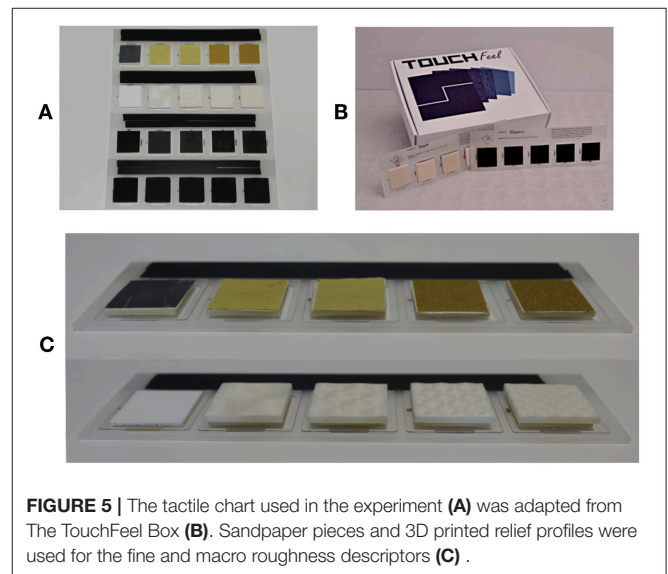 A
B
TOUCH Feel
C
FIGURE 5 | The tactile chart used in the experiment (A) was adapted from
The TouchFeel Box (B). Sandpaper pieces and 3D printed relief profiles were
used for the fine and macro roughness descriptors (C) .